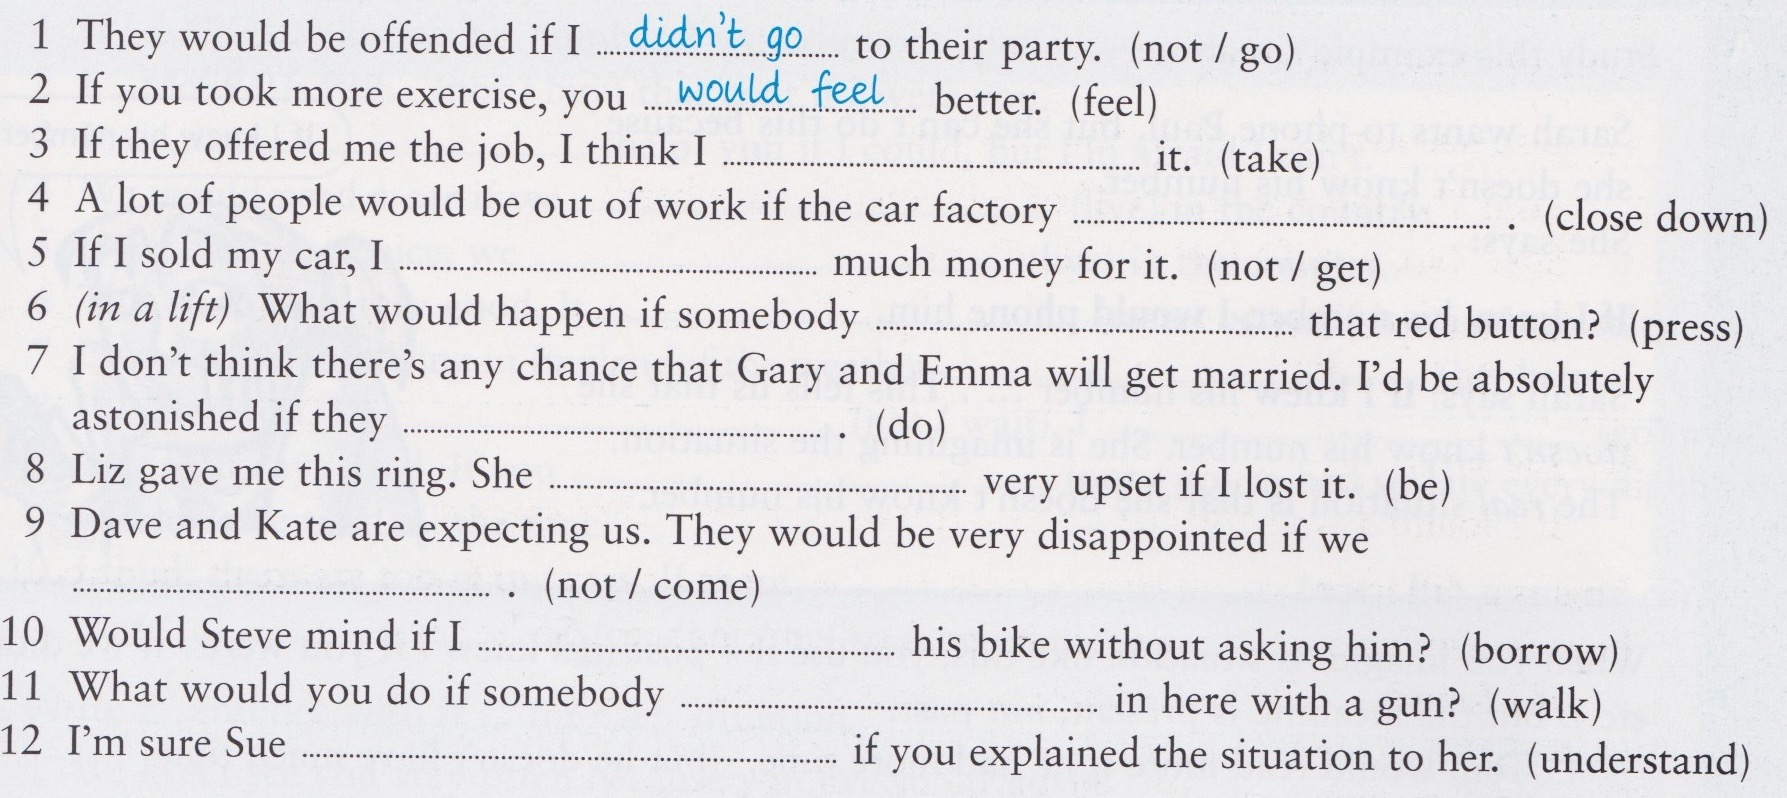 1 They would be offended if I didn't go to their party. (not / go)
2 If you took more exercise, you would feel better. (feel)
3 If they offered me the job, I think I .................... it. (take)
4 A lot of people would be out of work if the car factory .................... . (close down)
5 If I sold my car, I .................... much money for it. (not / get)
6 (in a lift) What would happen if somebody .................... that red button? (press)
7 I don't think there's any chance that Gary and Emma will get married. I'd be absolutely
astonished if they .................... . (do)
8 Liz gave me this ring. She .................... very upset if I lost it. (be)
9 Dave and Kate are expecting us. They would be very disappointed if we
.................... . (not / come)
10 Would Steve mind if I .................... his bike without asking him? (borrow)
11 What would you do if somebody .................... in here with a gun? (walk)
12 I'm sure Sue .................... if you explained the situation to her. (understand)